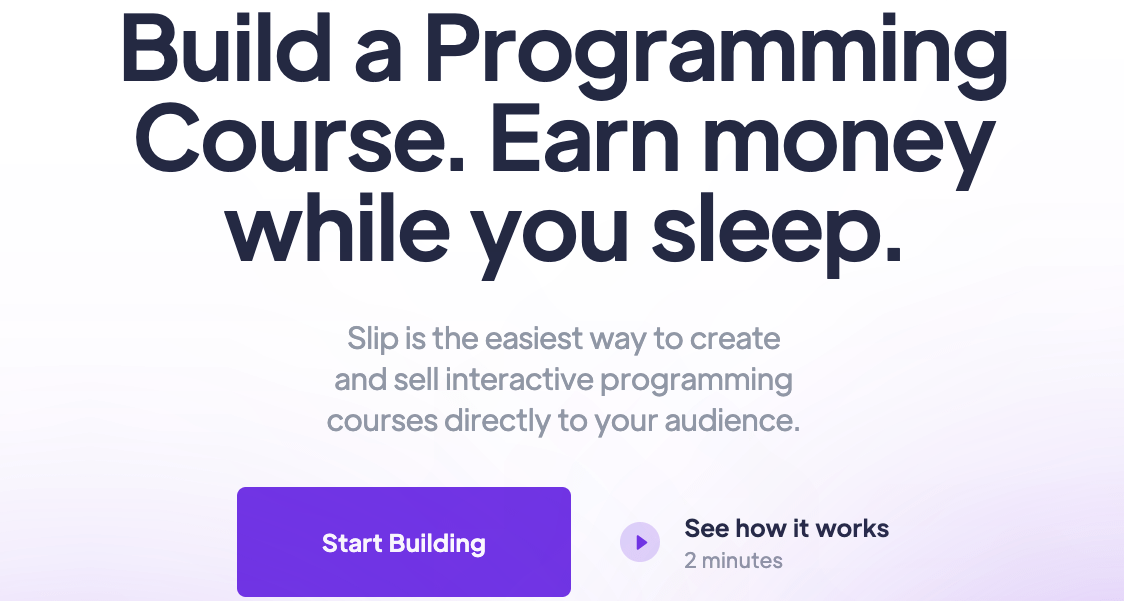 Build a Programming
Course. Earn money
while you sleep.
Slip is the easiest way to create
and sell interactive programming
courses directly to your audience.
Start Building
See how it works
2 minutes